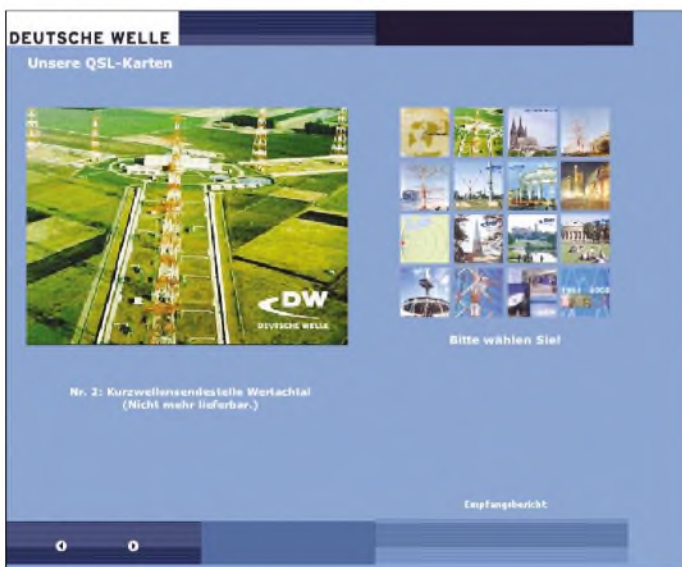 DEUTSCHE WELLE
Unsere QSL-Karten
DW
DEUTSCHE WELLE
Bitte wählen Sie!
Nr. 2: Kurzwellensendestelle Wertachtal
(Nicht mehr lieferbar.)
Empfangsbericht